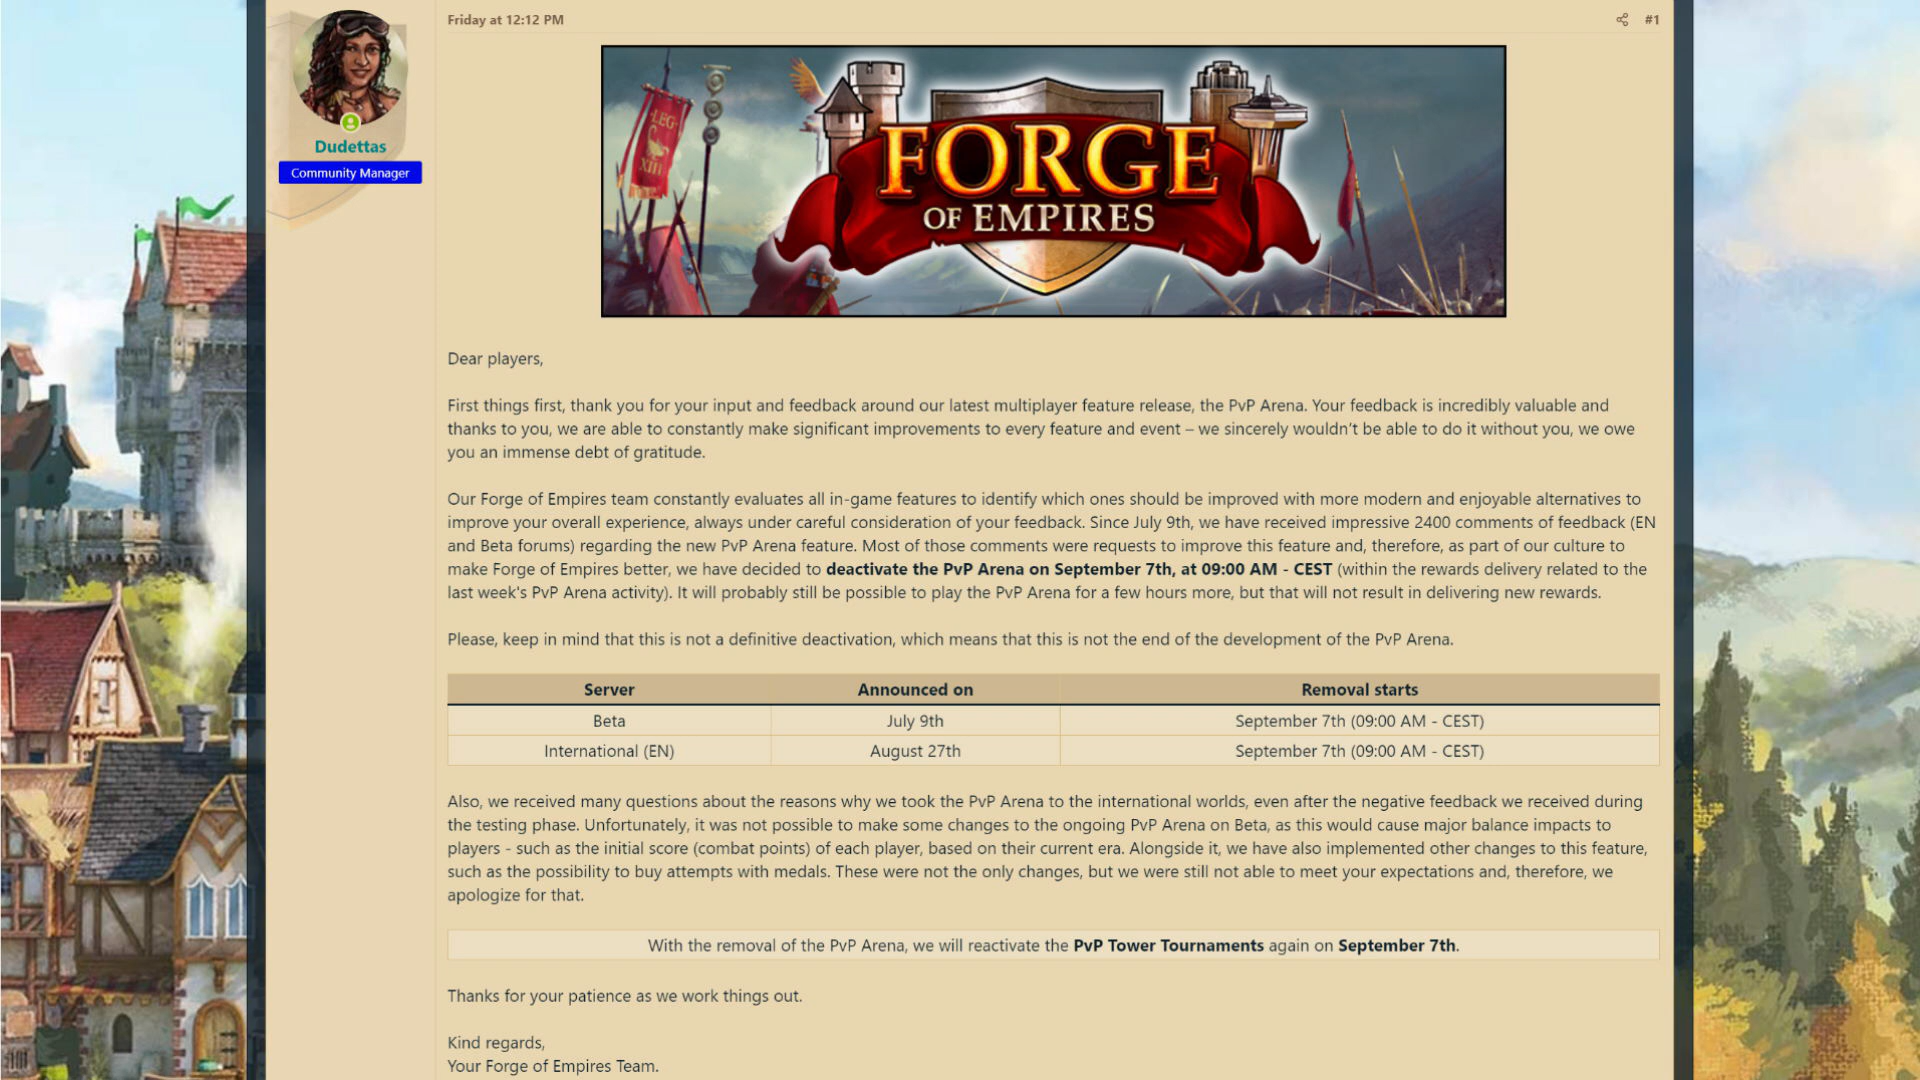 Friday at 12:12 PM
#1
Dudettas
Community Manager
LEG
XIII
FORGE
OF EMPIRES
Dear players,
First things first, thank you for your input and feedback around our latest multiplayer feature release, the PvP Arena. Your feedback is incredibly valuable and
thanks to you, we are able to constantly make significant improvements to every feature and event – we sincerely wouldn't be able to do it without you, we owe
you an immense debt of gratitude.
Our Forge of Empires team constantly evaluates all in-game features to identify which ones should be improved with more modern and enjoyable alternatives to
improve your overall experience, always under careful consideration of your feedback. Since July 9th, we have received impressive 2400 comments of feedback (EN
and Beta forums) regarding the new PvP Arena feature. Most of those comments were requests to improve this feature and, therefore, as part of our culture to
make Forge of Empires better, we have decided to deactivate the PvP Arena on September 7th, at 09:00 AM - CEST (within the rewards delivery related to the
last week's PvP Arena activity). It will probably still be possible to play the PvP Arena for a few hours more, but that will not result in delivering new rewards.
Please, keep in mind that this is not a definitive deactivation, which means that this is not the end of the development of the PvP Arena.
Server Announced on Removal starts
Beta July 9th September 7th (09:00 AM - CEST)
International (EN) August 27th September 7th (09:00 AM - CEST)
Also, we received many questions about the reasons why we took the PvP Arena to the international worlds, even after the negative feedback we received during
the testing phase. Unfortunately, it was not possible to make some changes to the ongoing PvP Arena on Beta, as this would cause major balance impacts to
players - such as the initial score (combat points) of each player, based on their current era. Alongside it, we have also implemented other changes to this feature,
such as the possibility to buy attempts with medals. These were not the only changes, but we were still not able to meet your expectations and, therefore, we
apologize for that.
With the removal of the PvP Arena, we will reactivate the PvP Tower Tournaments again on September 7th.
Thanks for your patience as we work things out.
Kind regards,
Your Forge of Empires Team.